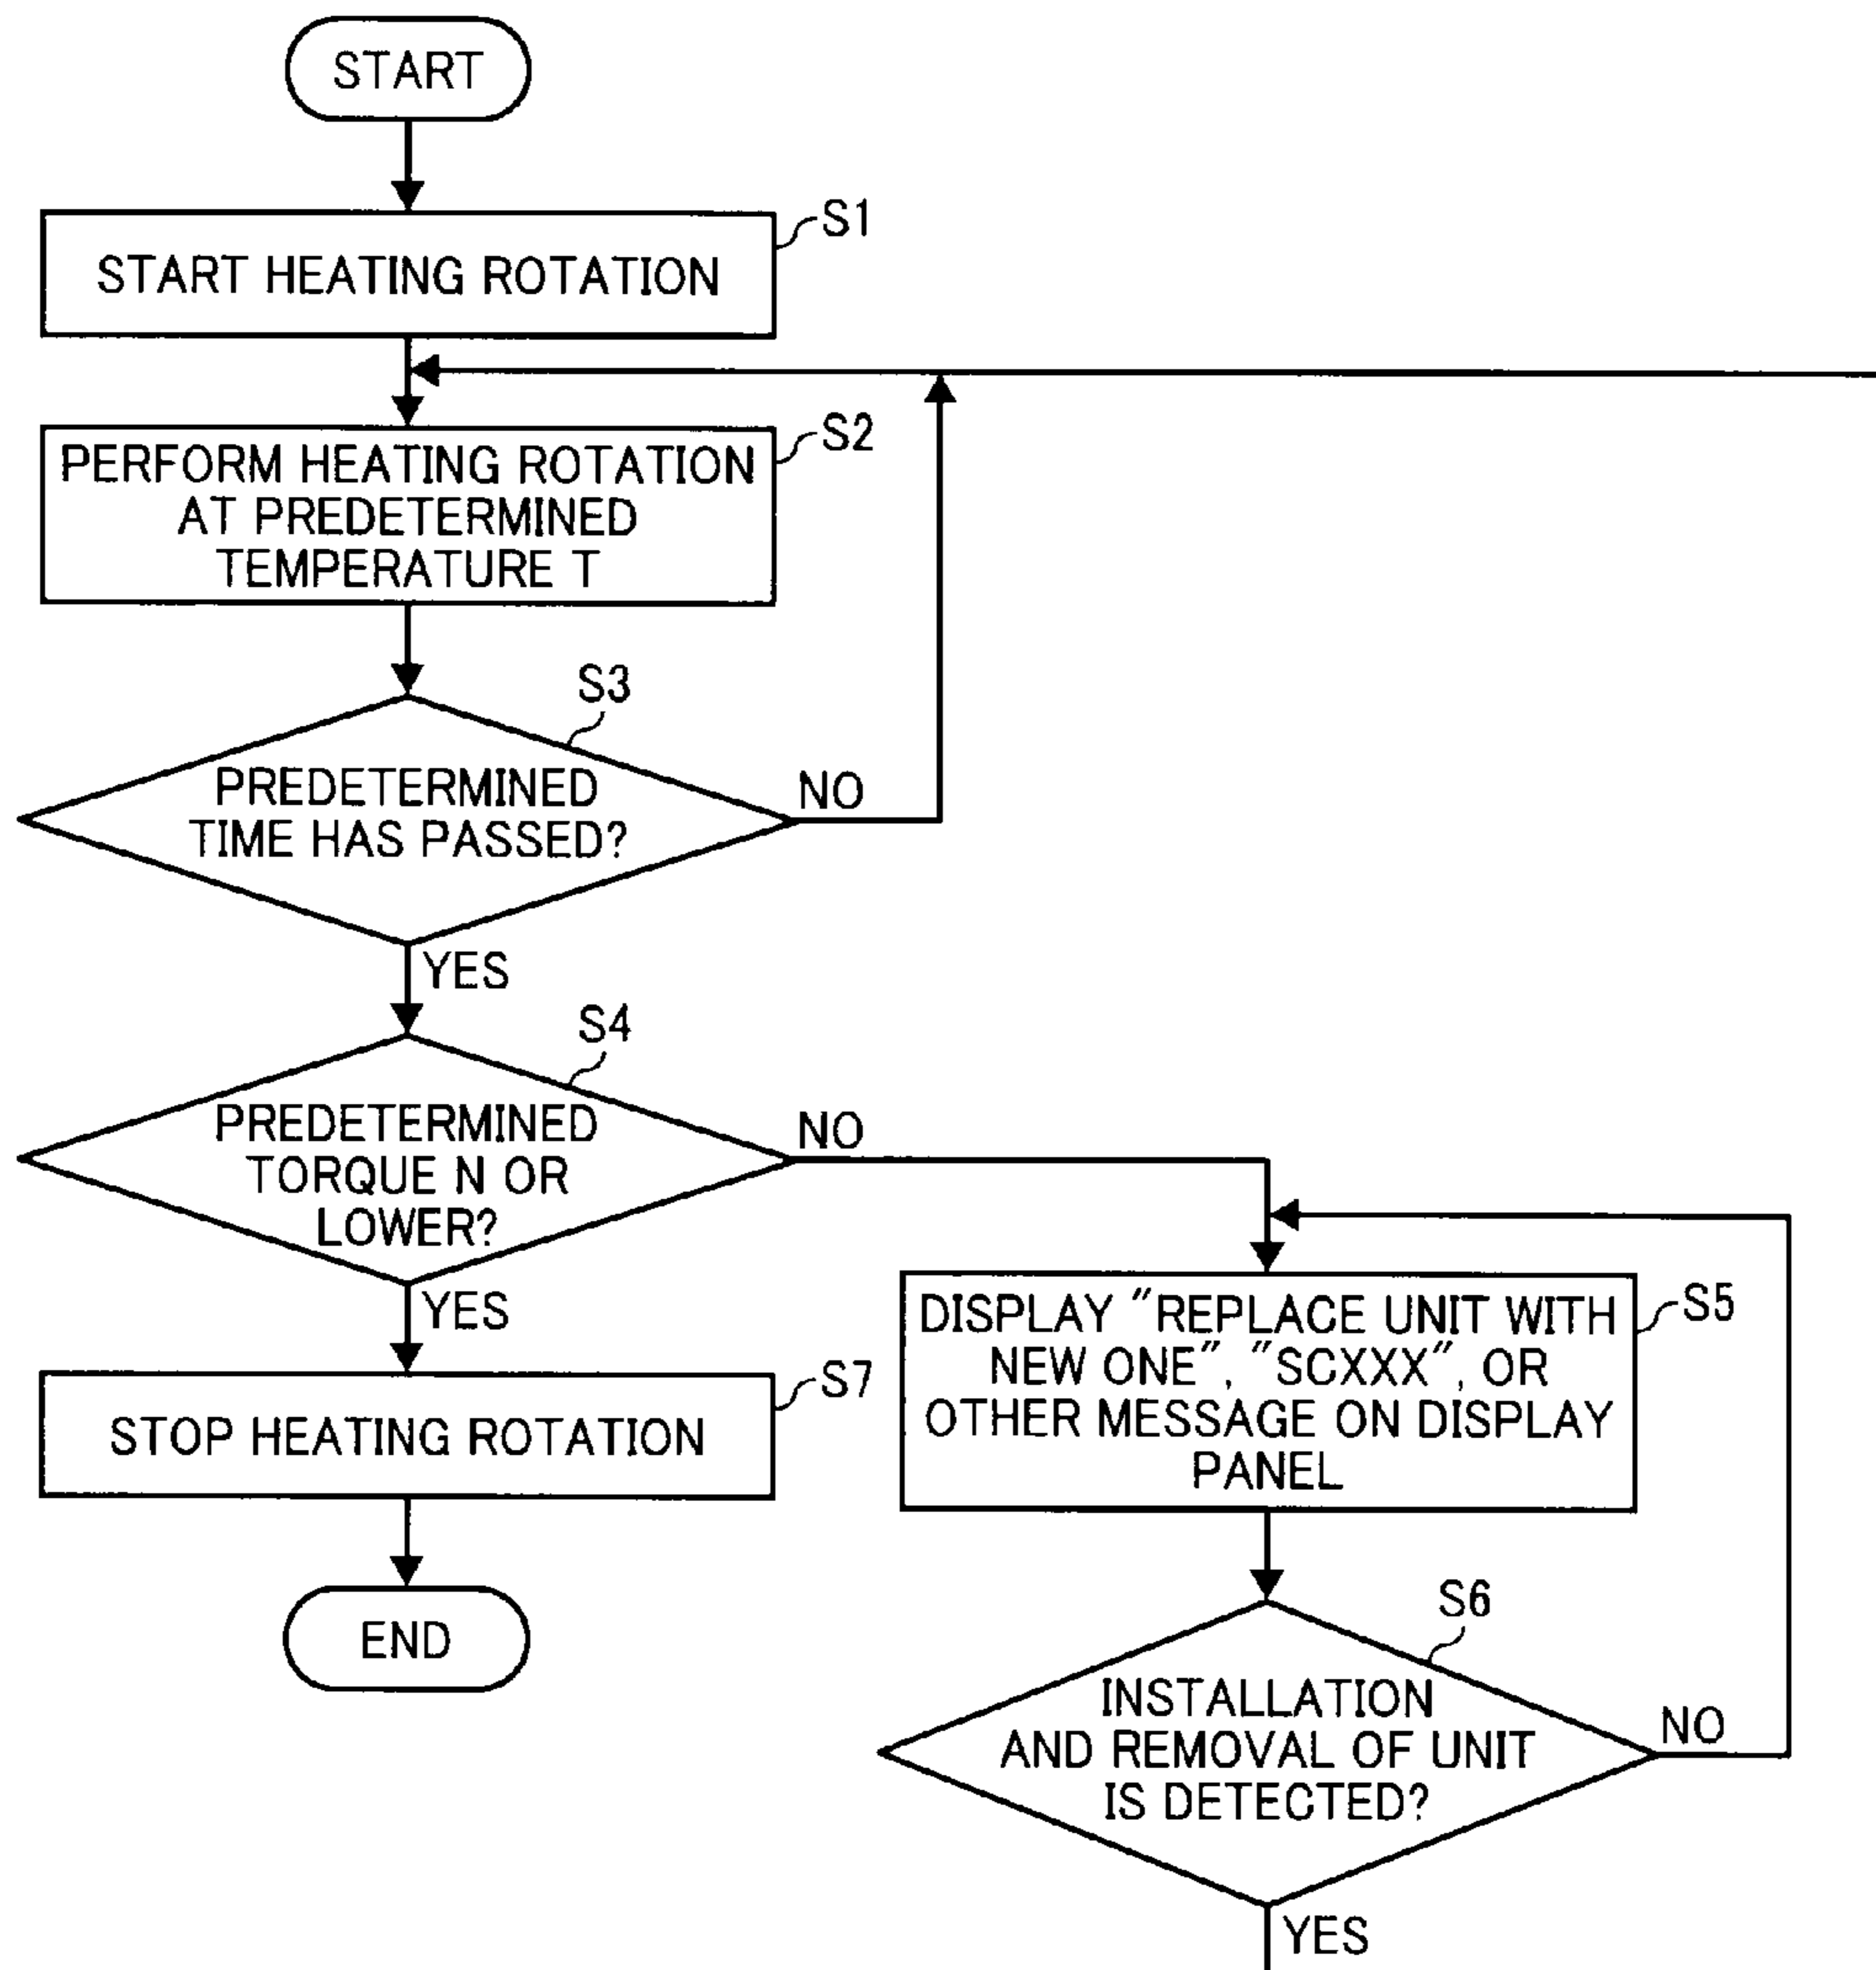 START
S1
START HEATING ROTATION
S2
PERFORM HEATING ROTATION
AT PREDETERMINED
TEMPERATURE T
S3
PREDETERMINED
TIME HAS PASSED?
NO
YES
S4
PREDETERMINED
TORQUE N OR
LOWER?
NO
YES
S5
DISPLAY "REPLACE UNIT WITH
NEW ONE", "SCXXX", OR
OTHER MESSAGE ON DISPLAY
PANEL
S7
STOP HEATING ROTATION
END
S6
INSTALLATION
AND REMOVAL OF UNIT
IS DETECTED?
NO
YES